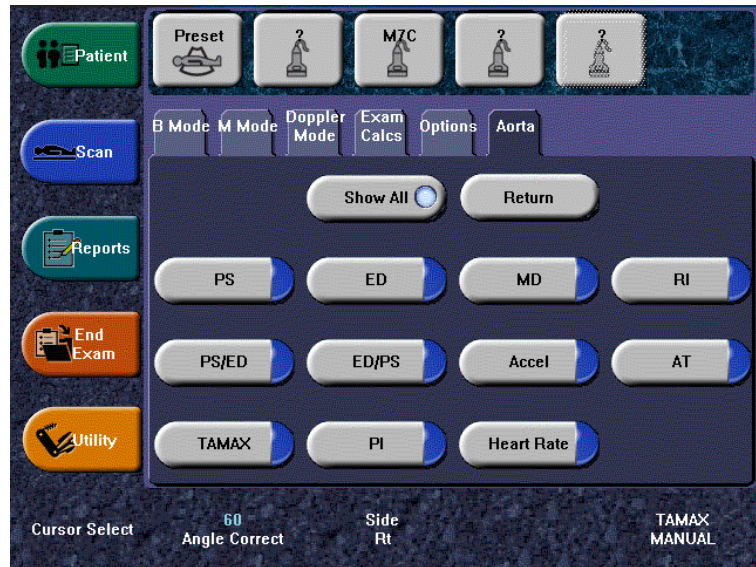 Patient
Preset
?
M7C
?
?
B Mode
M Mode
Doppler
Mode
Exam
Calcs
Options
Aorta
Scan
Show All
Return
Reports
PS
ED
MD
RI
End
Exam
PS/ED
ED/PS
Accel
AT
Utility
TAMAX
PI
Heart Rate
Cursor Select
60
Angle Correct
Side
Rt
TAMAX
MANUAL